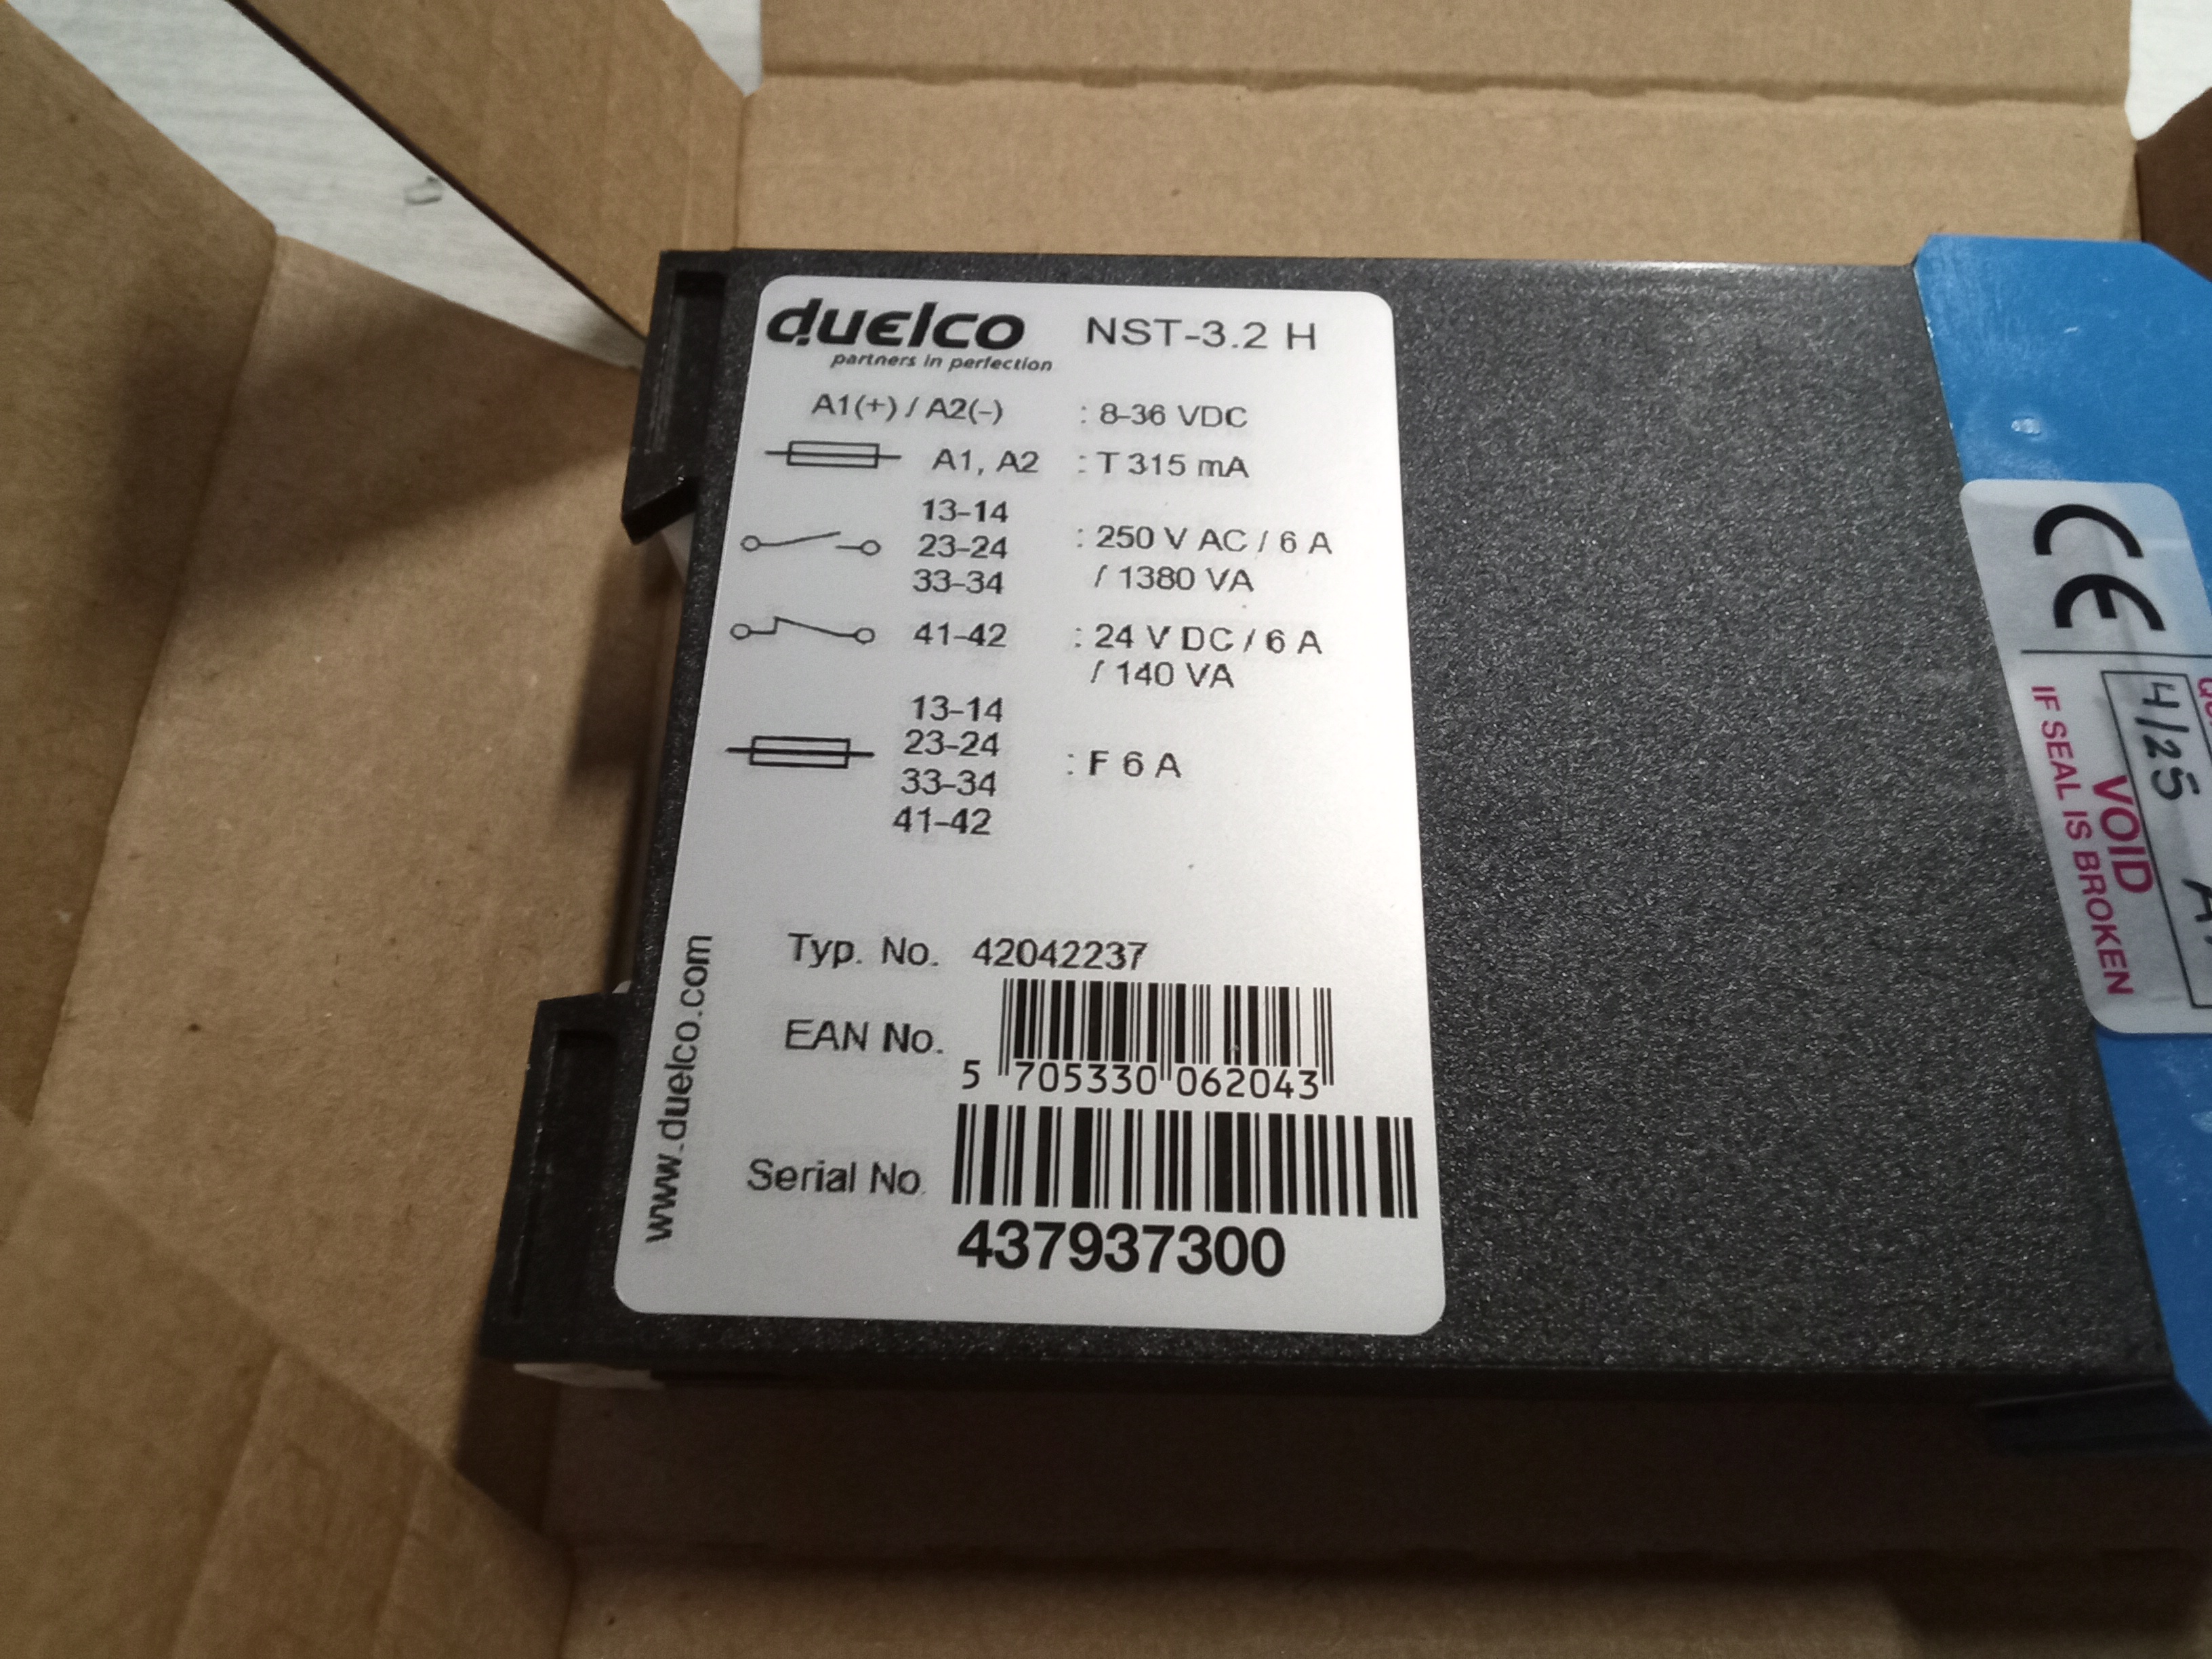 duelco
partners in perfection
NST-3.2 H
A1(+) / A2(-) : 8-36 VDC
A1, A2 : T 315 mA
13-14
23-24 : 250 V AC / 6 A
33-34 / 1380 VA
41-42 : 24 V DC / 6 A
/ 140 VA
13-14
23-24 : F 6 A
33-34
41-42
Typ. No. 42042237
EAN No.
5 705330 062043
Serial No.
437937300
www.duelco.com
CE
4/25
VOID
IF SEAL IS BROKEN